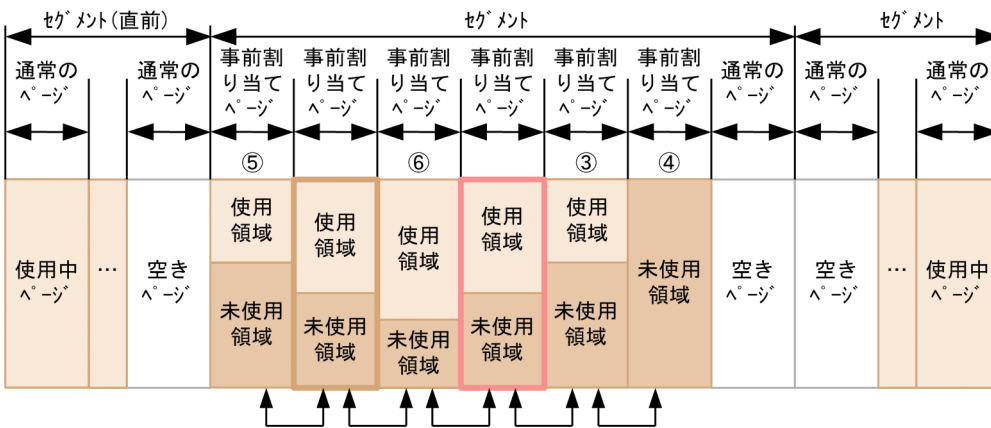 セグメント(直前)
セグメント
セグメント
通常の
ページ
通常の
ページ
事前割
り当て
ページ
事前割
り当て
ページ
事前割
り当て
ページ
事前割
り当て
ページ
事前割
り当て
ページ
事前割
り当て
ページ
通常の
ページ
通常の
ページ
通常の
ページ
⑤
⑥
③
④
使用中
ページ
…
空き
ページ
使用
領域
未使用
領域
使用
領域
未使用
領域
使用
領域
未使用
領域
使用
領域
未使用
領域
使用
領域
未使用
領域
未使用
領域
空き
ページ
空き
ページ
…
使用中
ページ